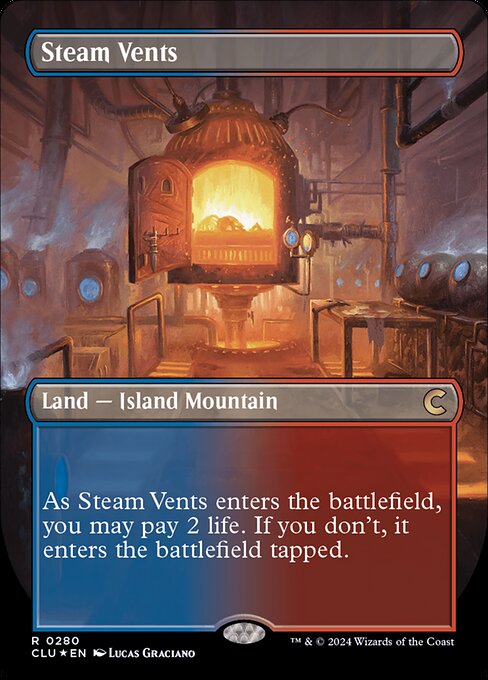 Steam Vents
Land — Island Mountain
As Steam Vents enters the battlefield,
you may pay 2 life. If you don't, it
enters the battlefield tapped.
R 0280
™ & © 2024 Wizards of the Coast
CLU★EN Lucas Graciano